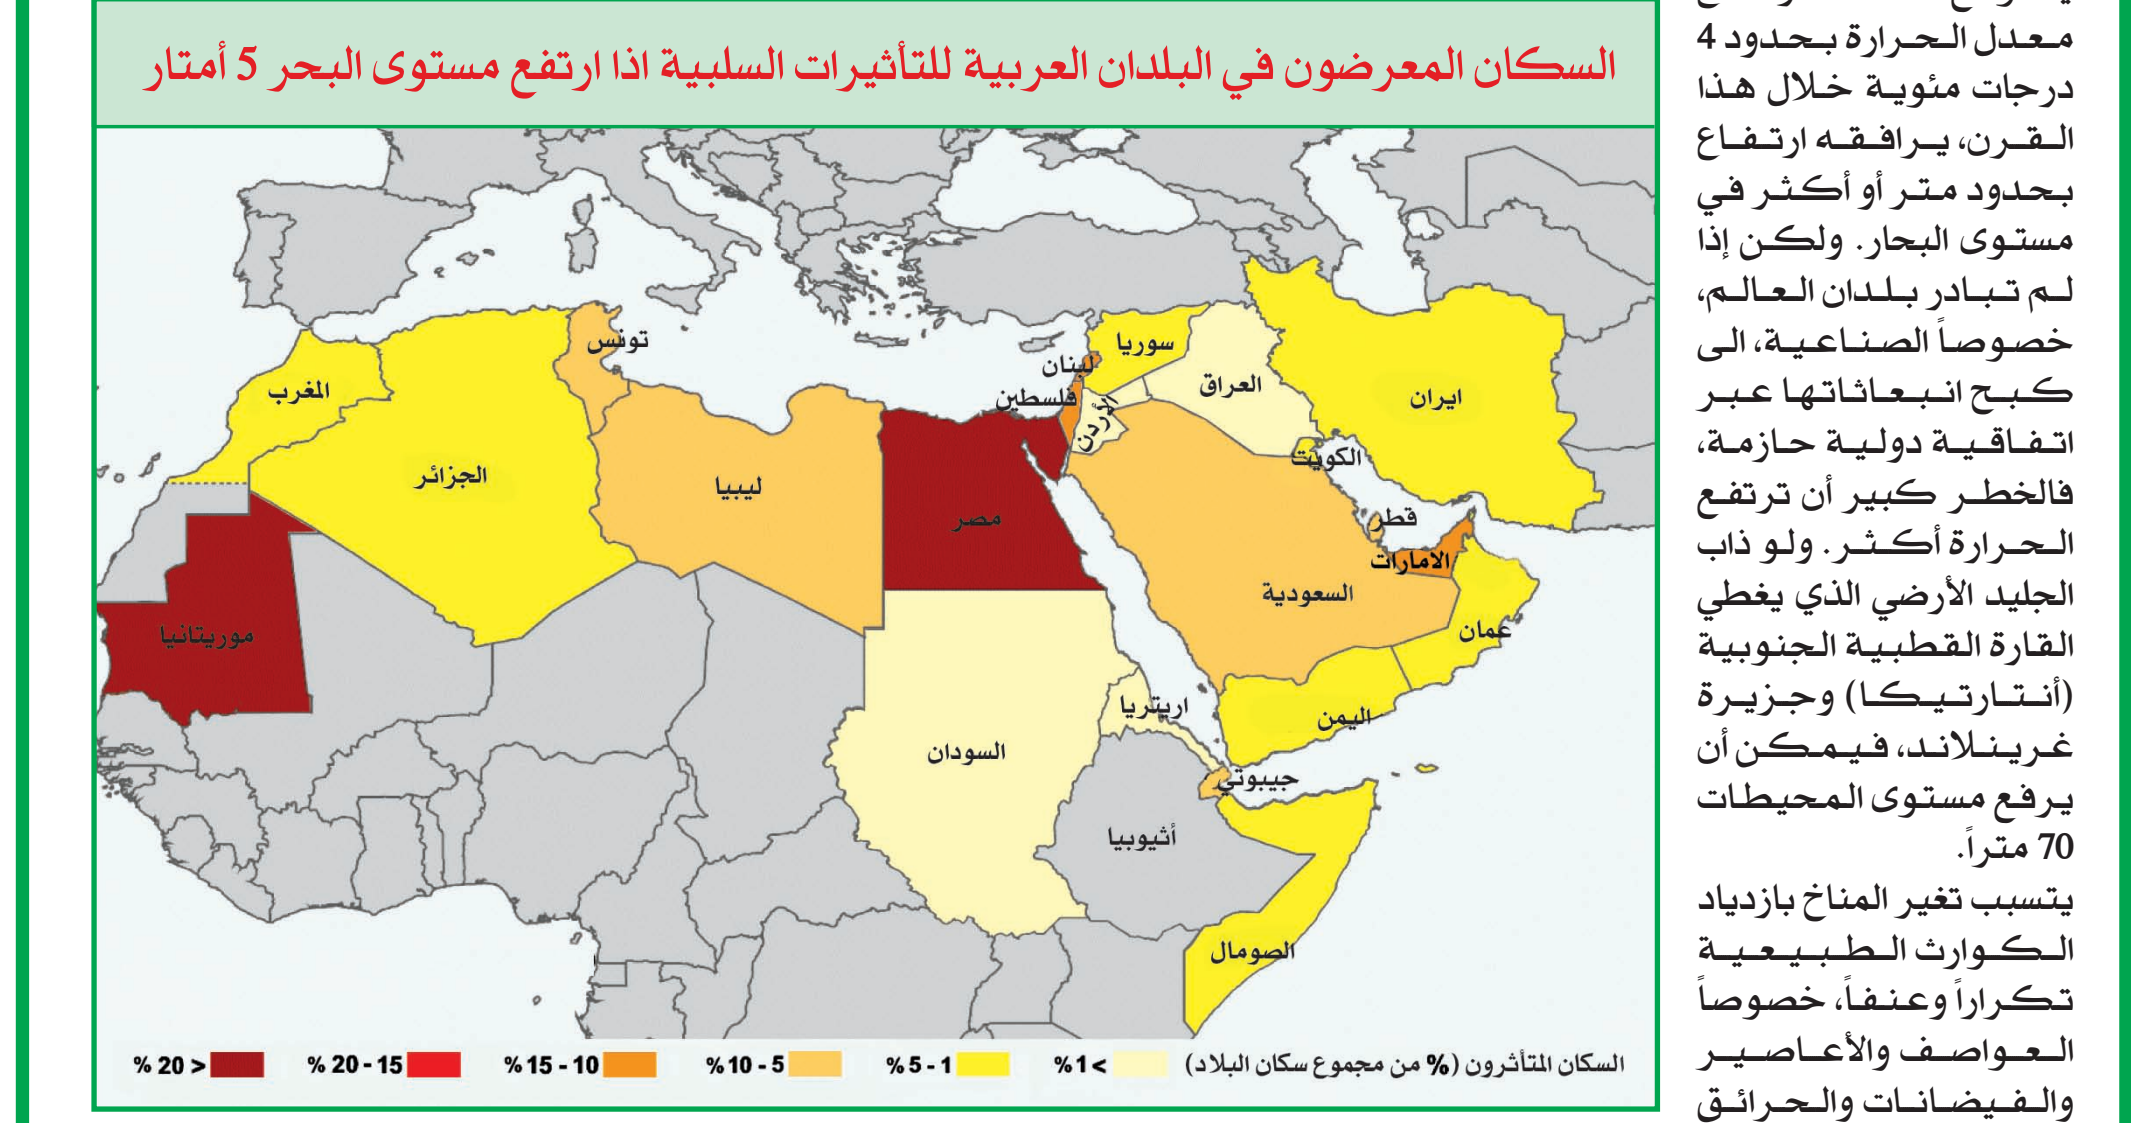 السكان المعرضون في البلدان العربية للتأثيرات السلبية اذا ارتفع مستوى البحر 5 أمتار
معدل الحرارة بحدود 4
درجات مئوية خلال هذا
القرن، يرافقه ارتفاع
بحدود متر أو أكثر في
مستوى البحار. ولكن إذا
لم تبادر بلدان العالم،
خصوصاً الصناعية، الى
كبح انبعاثاتها عبر
اتفاقية دولية حازمة،
فالخطر كبير أن ترتفع
الحرارة أكثر. ولو ذاب
الجليد الأرضي الذي يغطي
القارة القطبية الجنوبية
(أنتارتيكا) وجزيرة
غرينلاند، فيمكن أن
يرفع مستوى المحيطات
70 متراً.
يتسبب تغير المناخ بازدياد
الكوارث الطبيعية
تكراراً وعنفاً، خصوصاً
العواصف والأعاصير
والفيضانات والحرائق
تونس
سوريا
لبنان
المغرب
العراق
فلسطين
الأردن
ايران
الكويت
الجزائر
ليبيا
مصر
قطر
الامارات
السعودية
عمان
موريتانيا
اريتريا
اليمن
السودان
جيبوتي
أثيوبيا
الصومال
السكان المتأثرون (% من مجموع سكان البلاد)
% 1 >
% 5 - 1
% 10 - 5
% 15 - 10
% 20 - 15
% 20 <